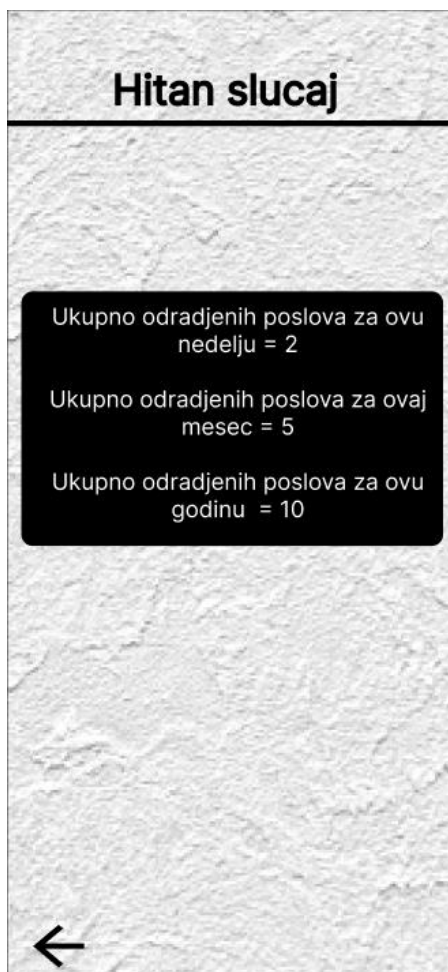 Hitan slucaj
Ukupno odradjenih poslova za ovu
nedelju = 2
Ukupno odradjenih poslova za ovaj
mesec = 5
Ukupno odradjenih poslova za ovu
godinu  = 10